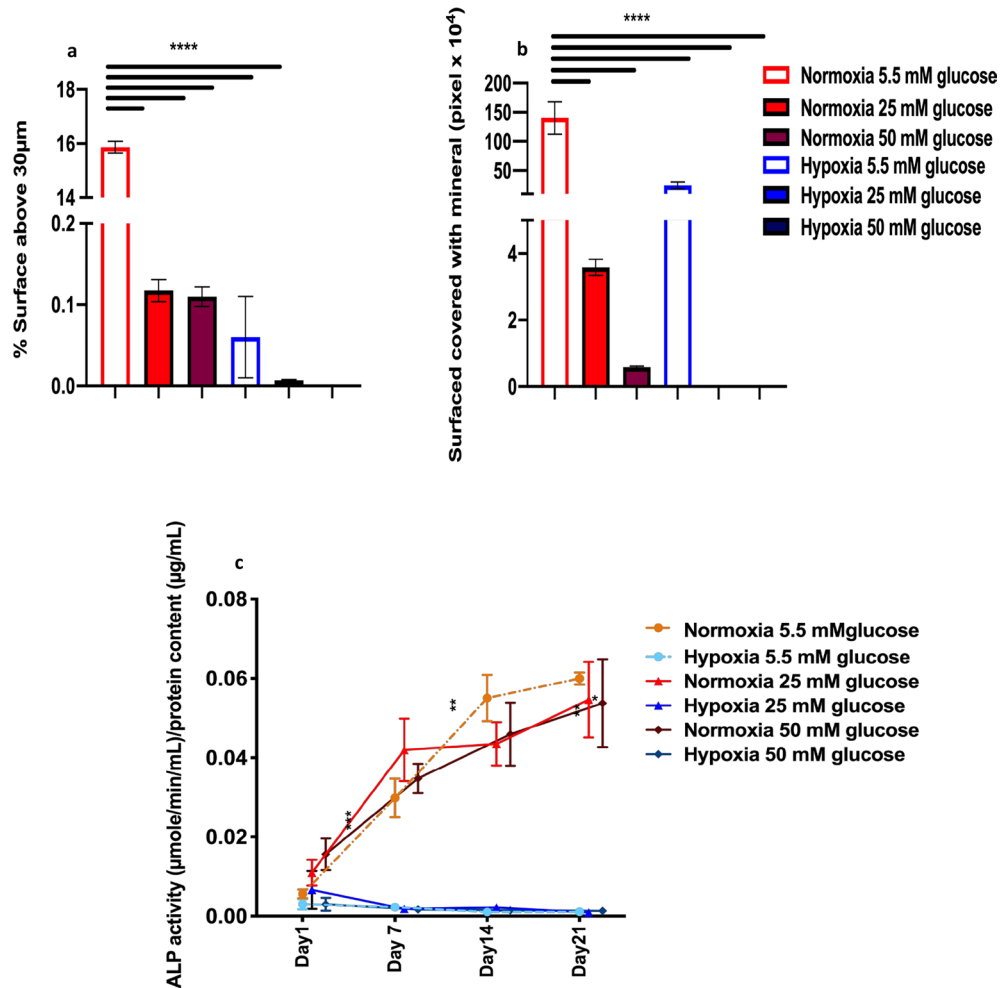 a
****
% Surface above 30µm
18
16
14
0.2
0.1
0.0
b
****
Surfaced covered with mineral (pixel x 10⁴)
200
150
100
50
4
2
0
Normoxia 5.5 mM glucose
Normoxia 25 mM glucose
Normoxia 50 mM glucose
Hypoxia 5.5 mM glucose
Hypoxia 25 mM glucose
Hypoxia 50 mM glucose
c
ALP activity (µmole/min/mL)/protein content (µg/mL)
0.08
0.06
0.04
0.02
0.00
***
**
**
*
Day1
Day 7
Day14
Day21
Normoxia 5.5 mMglucose
Hypoxia 5.5 mM glucose
Normoxia 25 mM glucose
Hypoxia 25 mM glucose
Normoxia 50 mM glucose
Hypoxia 50 mM glucose